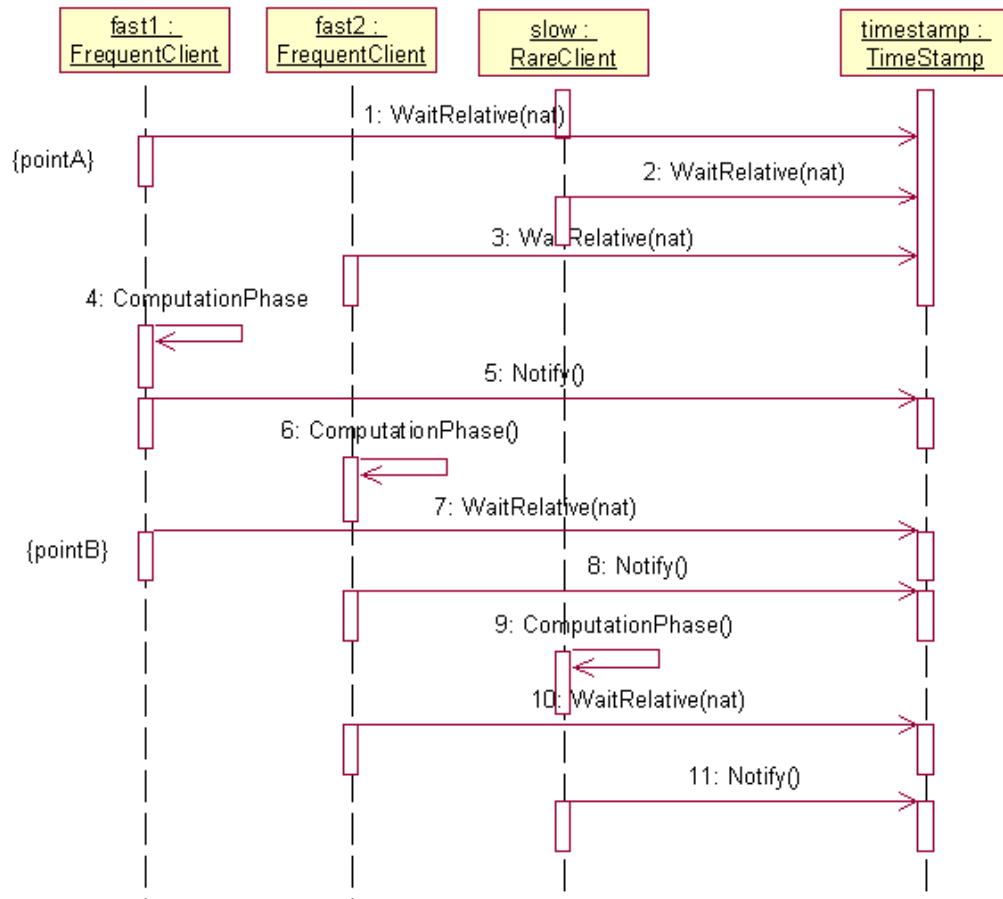 fast1 :
FrequentClient
fast2 :
FrequentClient
slow :
RareClient
timestamp :
TimeStamp
1: WaitRelative(nat)
{pointA}
2: WaitRelative(nat)
3: WaitRelative(nat)
4: ComputationPhase
5: Notify()
6: ComputationPhase()
7: WaitRelative(nat)
{pointB}
8: Notify()
9: ComputationPhase()
10: WaitRelative(nat)
11: Notify()